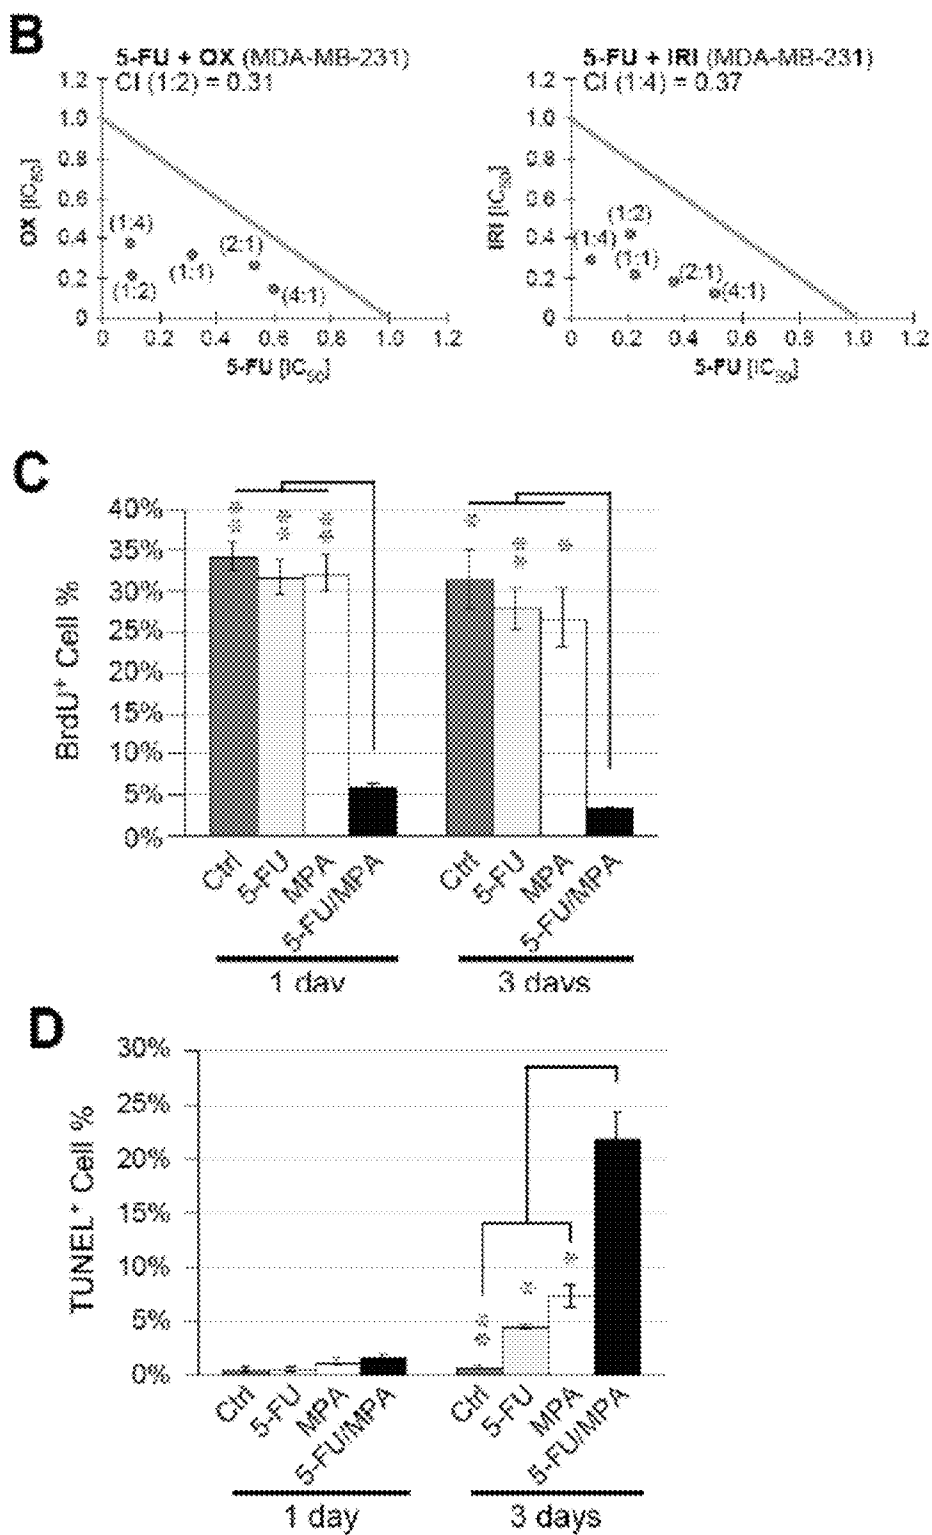 B
5-FU + OX (MDA-MB-231)
CI (1:2) = 0.31
1.2
1.0
0.8
0.6
0.4
0.2
0
OX [IC50]
(1:4)
(1:2)
(1:1)
(2:1)
(4:1)
0 0.2 0.4 0.6 0.8 1.0 1.2
5-FU [IC50]
5-FU + IRI (MDA-MB-231)
CI (1:4) = 0.37
1.2
1.0
0.8
0.6
0.4
0.2
0
IRI [IC50]
(1:2)
(1:4)
(1:1)
(2:1)
(4:1)
0 0.2 0.4 0.6 0.8 1.0 1.2
5-FU [IC50]
C
BrdU+ Cell %
40%
35%
30%
25%
20%
15%
10%
5%
0%
* * * * * *
* * * *
Ctrl 5-FU MPA 5-FU/MPA
Ctrl 5-FU MPA 5-FU/MPA
1 day 3 days
D
TUNEL+ Cell %
30%
25%
20%
15%
10%
5%
0%
* * * *
Ctrl 5-FU MPA 5-FU/MPA
Ctrl 5-FU MPA 5-FU/MPA
1 day 3 days